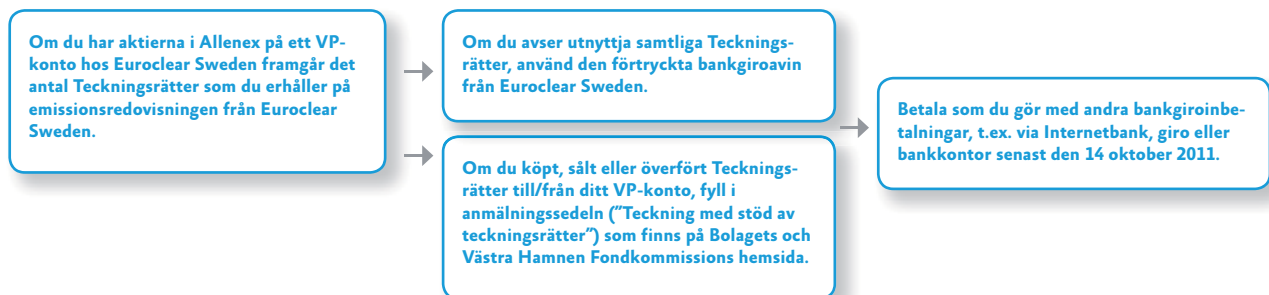 Om du har aktierna i Allenex på ett VP-
konto hos Euroclear Sweden framgår det
antal Teckningsrätter som du erhåller på
emissionsredovisningen från Euroclear
Sweden.
Om du avser utnyttja samtliga Tecknings-
rätter, använd den förtryckta bankgiroavin
från Euroclear Sweden.
Om du köpt, sålt eller överfört Tecknings-
rätter till/från ditt VP-konto, fyll i
anmälningssedeln (”Teckning med stöd av
teckningsrätter”) som finns på Bolagets och
Västra Hamnen Fondkommissions hemsida.
Betala som du gör med andra bankgiroinbe-
talningar, t.ex. via Internetbank, giro eller
bankkontor senast den 14 oktober 2011.